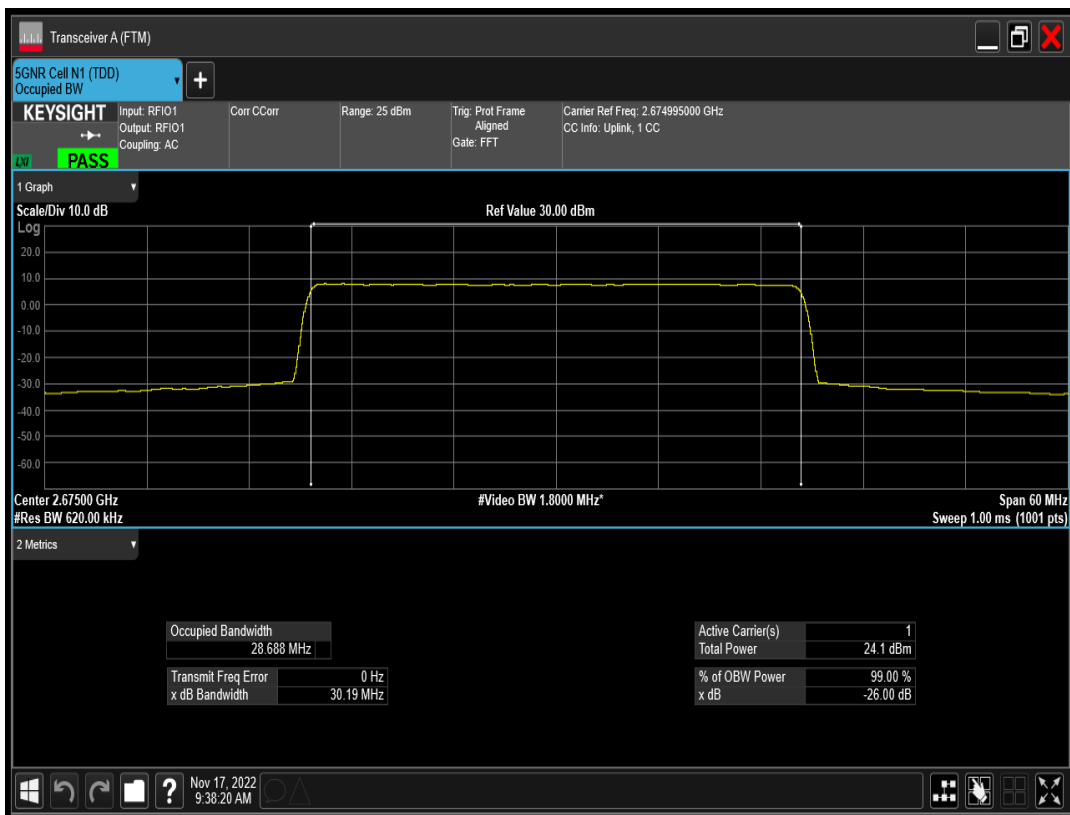 Transceiver A (FTM)
5GNR Cell N1 (TDD)
Occupied BW
+
KEYSIGHT
LXI
PASS
Input: RFIO1
Output: RFIO1
Coupling: AC
Corr CCorr
Range: 25 dBm
Trig: Prot Frame
Aligned
Gate: FFT
Carrier Ref Freq: 2.674995000 GHz
CC Info: Uplink, 1 CC
1 Graph
Scale/Div 10.0 dB
Ref Value 30.00 dBm
Log
20.0
10.0
0.00
-10.0
-20.0
-30.0
-40.0
-50.0
-60.0
Center 2.67500 GHz
#Video BW 1.8000 MHz*
Span 60 MHz
#Res BW 620.00 kHz
Sweep 1.00 ms (1001 pts)
2 Metrics
Occupied Bandwidth
28.688 MHz
Transmit Freq Error 0 Hz
x dB Bandwidth 30.19 MHz
Active Carrier(s) 1
Total Power 24.1 dBm
% of OBW Power 99.00 %
x dB -26.00 dB
?
Nov 17, 2022
9:38:20 AM